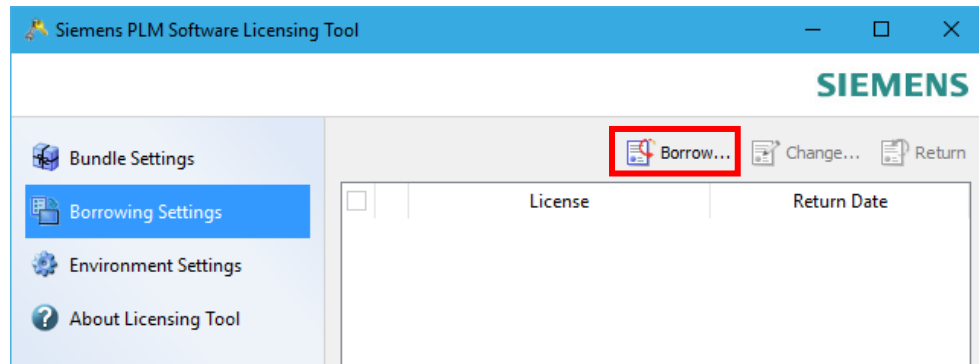 Siemens PLM Software Licensing Tool
SIEMENS
Bundle Settings
Borrowing Settings
Environment Settings
About Licensing Tool
Borrow... Change... Return
License Return Date